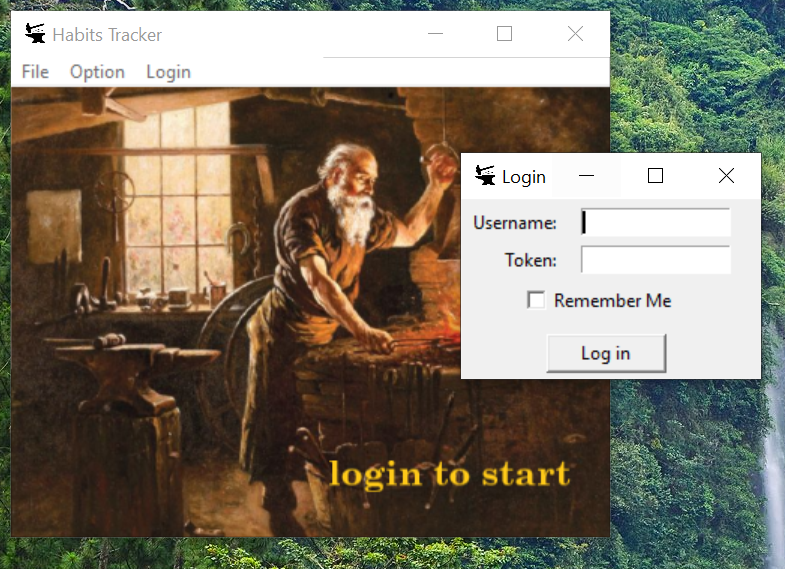 Habits Tracker
File Option Login
Login
Username:
Token:
Remember Me
Log in
login to start